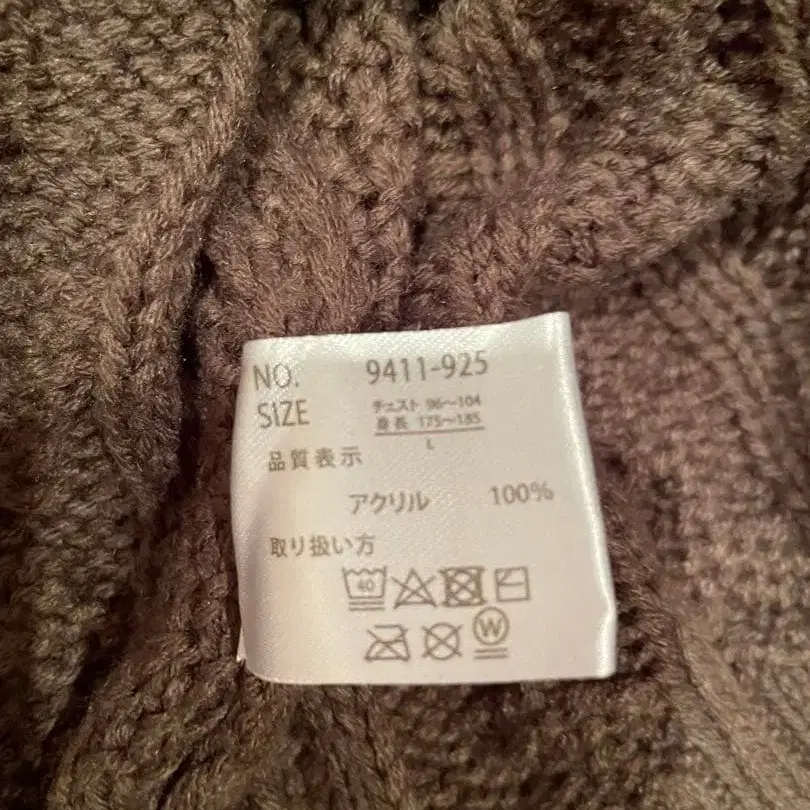 NO. 9411-925
SIZE チェスト 96〜104
身長 175〜185
L
品質表示
アクリル 100%
取り扱い方
40
W